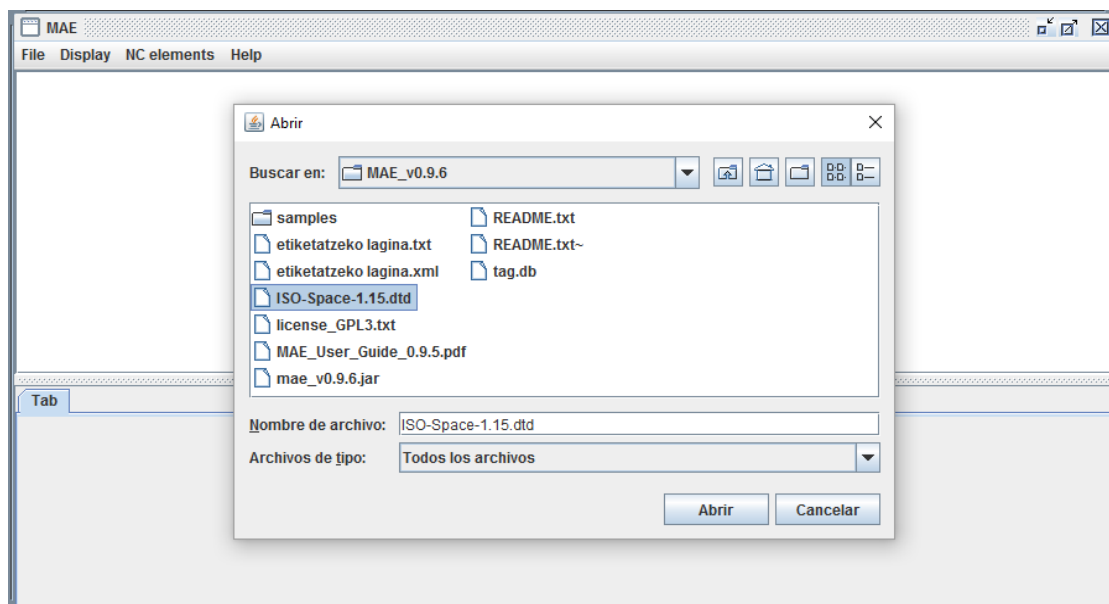 MAE
File Display NC elements Help
Abrir
Buscar en: MAE_v0.9.6
samples
etiketatzeko lagina.txt
etiketatzeko lagina.xml
ISO-Space-1.15.dtd
license_GPL3.txt
MAE_User_Guide_0.9.5.pdf
mae_v0.9.6.jar
README.txt
README.txt~
tag.db
Tab
Nombre de archivo: ISO-Space-1.15.dtd
Archivos de tipo: Todos los archivos
Abrir Cancelar